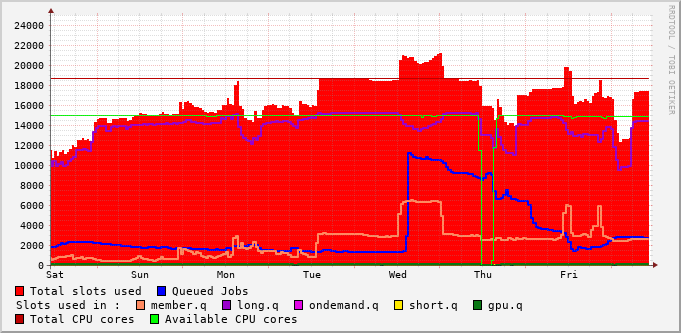 24000
22000
20000
18000
16000
14000
12000
10000
8000
6000
4000
2000
0
Sat Sun Mon Tue Wed Thu Fri
Total slots used Queued Jobs
Slots used in : member.q long.q ondemand.q short.q gpu.q
Total CPU cores Available CPU cores
RRDTOOL / TOBI OETIKER